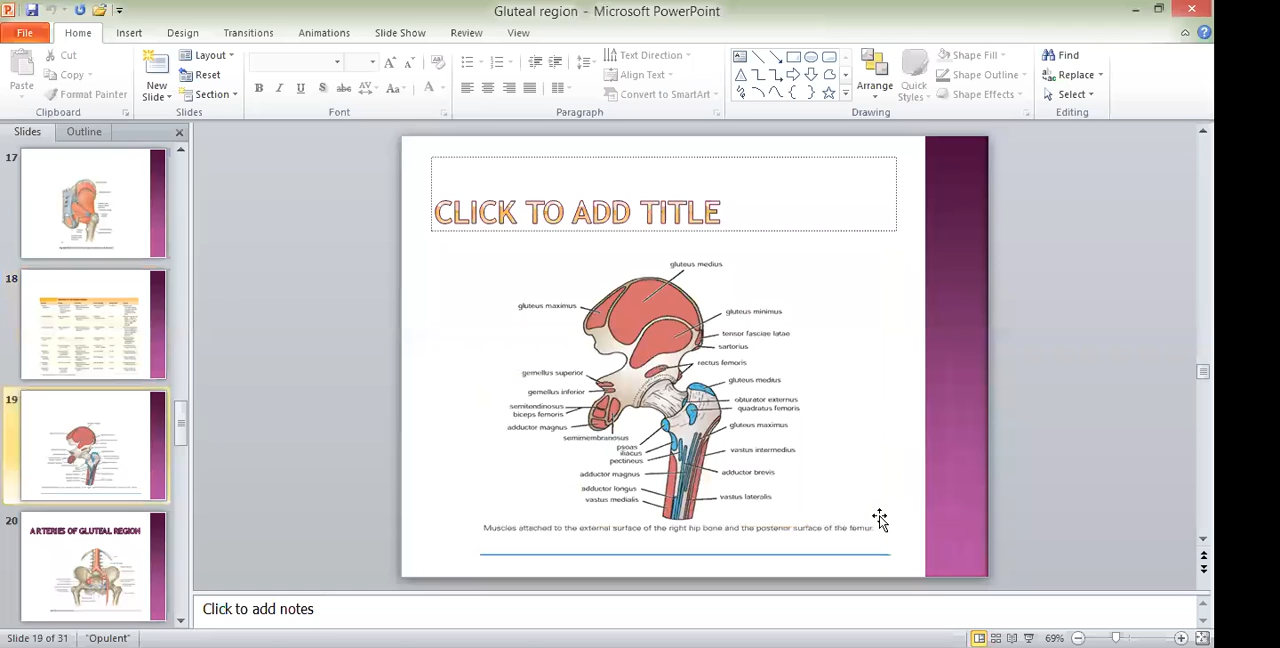 Gluteal region – Microsoft PowerPoint
File Home Insert Design Transitions Animations Slide Show Review View
Paste
Cut
Copy
Format Painter
Clipboard
New
Slide
Layout
Reset
Section
Slides
B I U S abc AV Aa A
Font
Paragraph
Text Direction
Align Text
Convert to SmartArt
Arrange
Quick
Styles
Shape Fill
Shape Outline
Shape Effects
Drawing
Find
Replace
Select
Editing
Slides Outline
17
18
19
20
ARTERIES OF GLUTEAL REGION
CLICK TO ADD TITLE
gluteus medius
gluteus maximus
gluteus minimus
tensor fasciae latae
sartorius
rectus femoris
gemellus superior
gluteus medius
gemellus inferior
obturator externus
semitendinosus
quadratus femoris
biceps femoris
gluteus maximus
adductor magnus
semimembranosus
psoas
vastus intermedius
iliacus
pectineus
adductor magnus
adductor brevis
adductor longus
vastus lateralis
vastus medialis
Muscles attached to the external surface of the right hip bone and the posterior surface of the femur.
Click to add notes
Slide 19 of 31 "Opulent" 69%